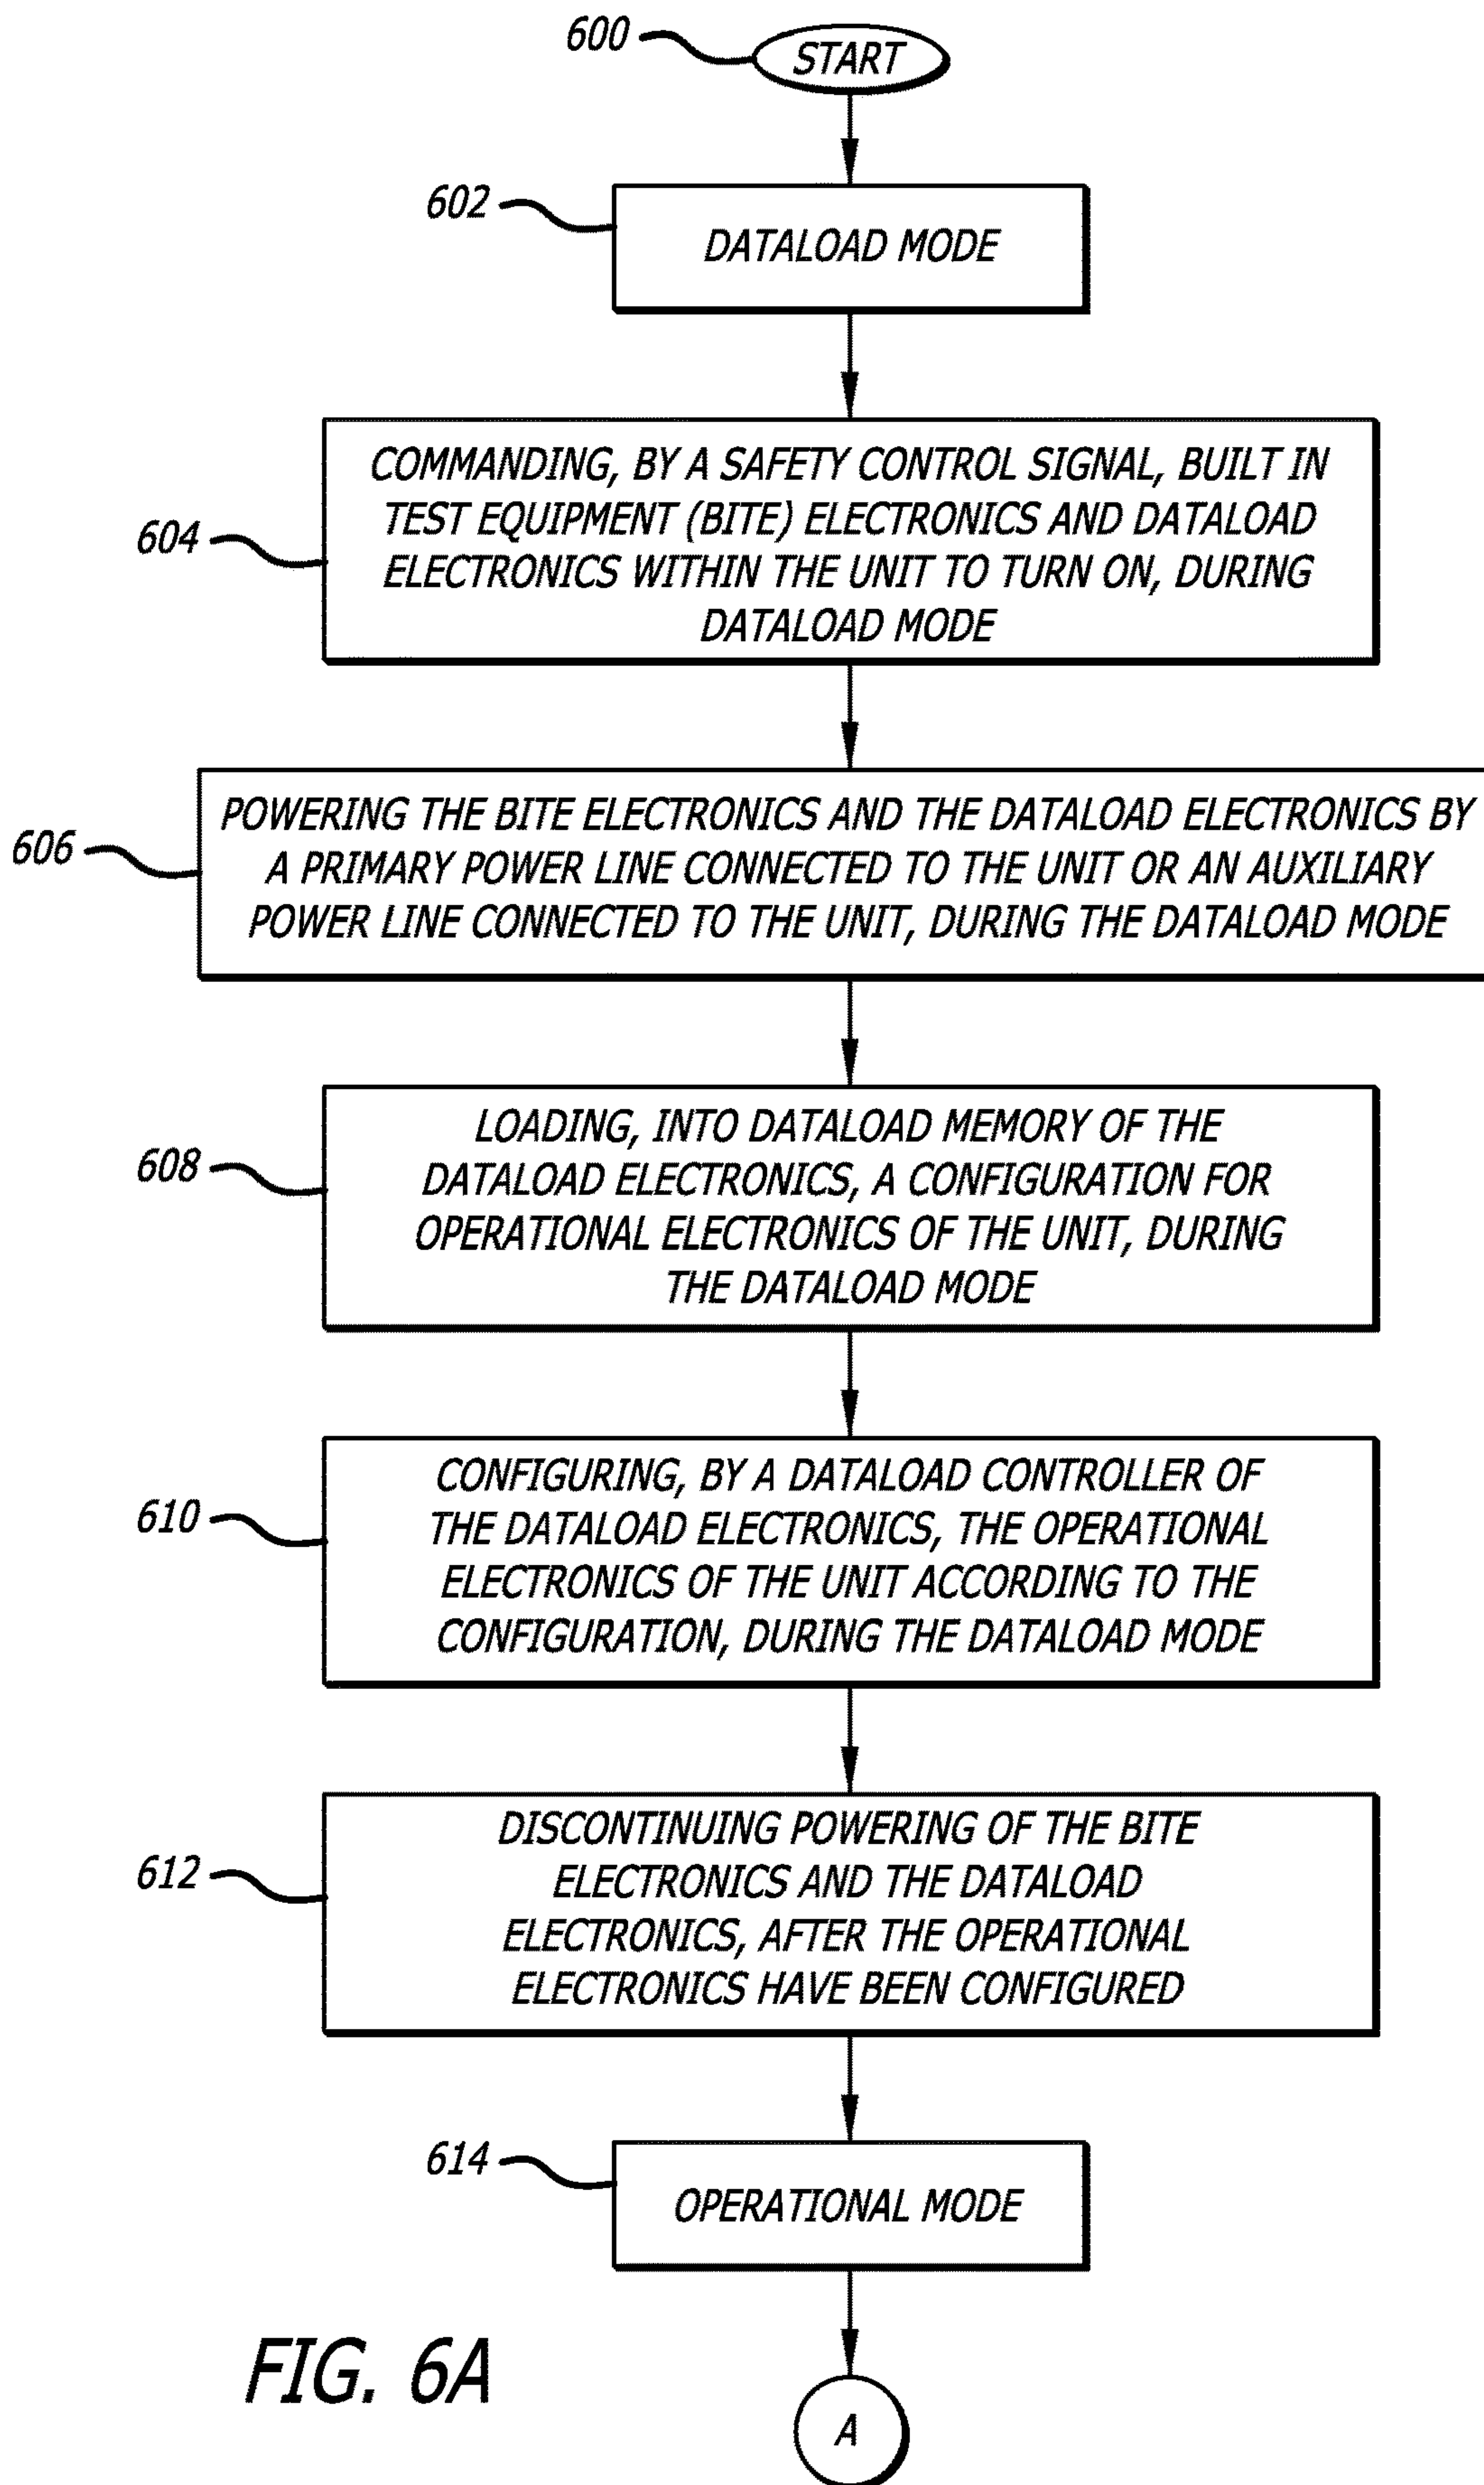 600
START
602
DATALOAD MODE
604
COMMANDING, BY A SAFETY CONTROL SIGNAL, BUILT IN
TEST EQUIPMENT (BITE) ELECTRONICS AND DATALOAD
ELECTRONICS WITHIN THE UNIT TO TURN ON, DURING
DATALOAD MODE
606
POWERING THE BITE ELECTRONICS AND THE DATALOAD ELECTRONICS BY
A PRIMARY POWER LINE CONNECTED TO THE UNIT OR AN AUXILIARY
POWER LINE CONNECTED TO THE UNIT, DURING THE DATALOAD MODE
608
LOADING, INTO DATALOAD MEMORY OF THE
DATALOAD ELECTRONICS, A CONFIGURATION FOR
OPERATIONAL ELECTRONICS OF THE UNIT, DURING
THE DATALOAD MODE
610
CONFIGURING, BY A DATALOAD CONTROLLER OF
THE DATALOAD ELECTRONICS, THE OPERATIONAL
ELECTRONICS OF THE UNIT ACCORDING TO THE
CONFIGURATION, DURING THE DATALOAD MODE
612
DISCONTINUING POWERING OF THE BITE
ELECTRONICS AND THE DATALOAD
ELECTRONICS, AFTER THE OPERATIONAL
ELECTRONICS HAVE BEEN CONFIGURED
614
OPERATIONAL MODE
FIG. 6A
A